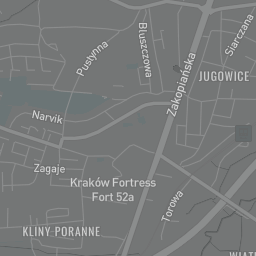 Bluszczowa
Siarczana
Pustynna
Zakopiańska
JUGOWICE
Narvik
Zagaje
Kraków Fortress
Fort 52a
Torowa
KLINY PORANNE